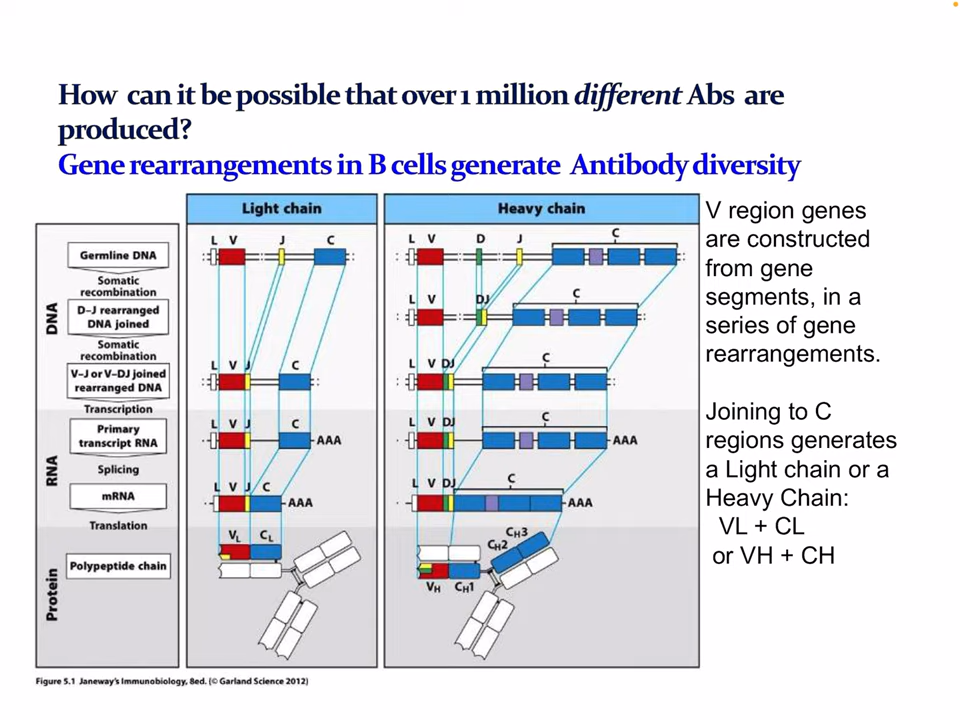 How can it be possible that over 1 million different Abs are
produced?
Gene rearrangements in B cells generate Antibody diversity
Light chain
Heavy chain
DNA
Germline DNA
Somatic
recombination
D–J rearranged
DNA joined
Somatic
recombination
V–J or V–DJ joined
rearranged DNA
Transcription
RNA
Primary
transcript RNA
Splicing
mRNA
Translation
Protein
Polypeptide chain
L V J C
L V J C
L V J C
AAA
L V J C
AAA
VL CL
L V D J C
L V DJ C
L V DJ C
L V DJ C
AAA
L V DJ C
AAA
CH3
CH2
VH CH1
V region genes
are constructed
from gene
segments, in a
series of gene
rearrangements.
Joining to C
regions generates
a Light chain or a
Heavy Chain:
VL + CL
or VH + CH
Figure 5.1 Janeway's Immunobiology, 8ed. (© Garland Science 2012)